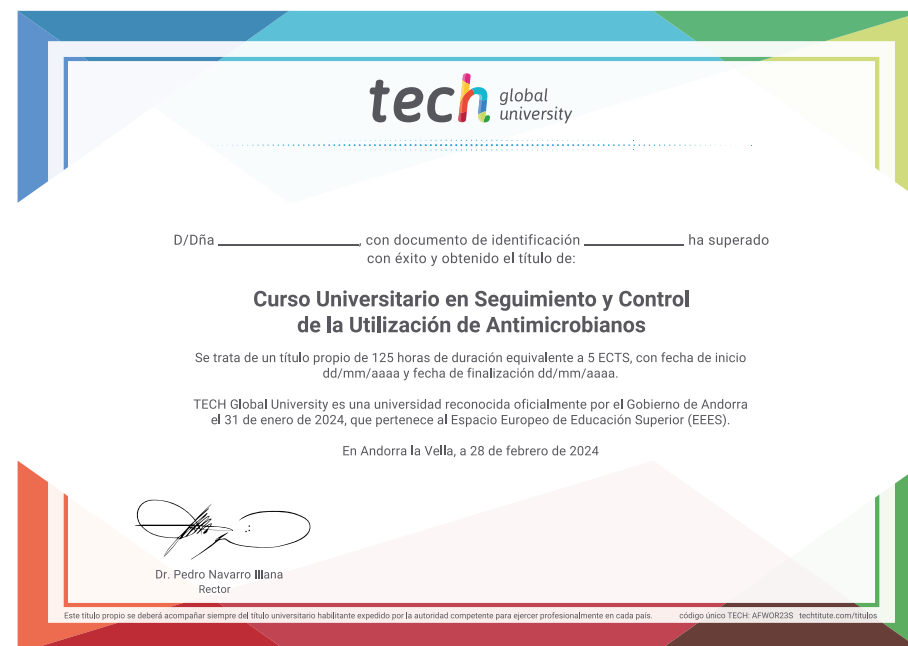 tech global university
D/Dña ____________________, con documento de identificación ______________ ha superado
con éxito y obtenido el título de:
Curso Universitario en Seguimiento y Control
de la Utilización de Antimicrobianos
Se trata de un título propio de 125 horas de duración equivalente a 5 ECTS, con fecha de inicio
dd/mm/aaaa y fecha de finalización dd/mm/aaaa.
TECH Global University es una universidad reconocida oficialmente por el Gobierno de Andorra
el 31 de enero de 2024, que pertenece al Espacio Europeo de Educación Superior (EEES).
En Andorra la Vella, a 28 de febrero de 2024
Dr. Pedro Navarro Illana
Rector
Este título propio se deberá acompañar siempre del título universitario habilitante expedido por la autoridad competente para ejercer profesionalmente en cada país. código único TECH: AFWOR23S techtitute.com/títulos